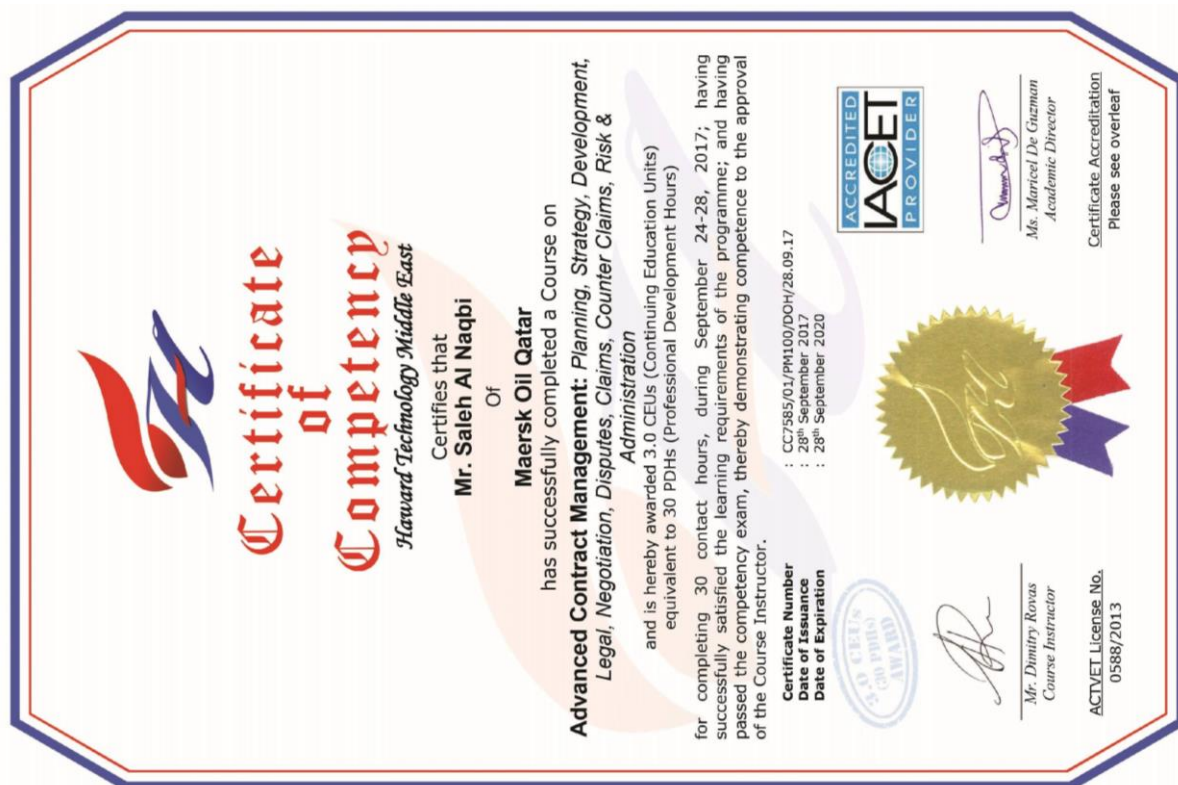 Certificate
of
Competency
Haward Technology Middle East
Certifies that
Mr. Saleh Al Naqbi
Of
Maersk Oil Qatar
has successfully completed a Course on
Advanced Contract Management: Planning, Strategy, Development,
Legal, Negotiation, Disputes, Claims, Counter Claims, Risk &
Administration
and is hereby awarded 3.0 CEUs (Continuing Education Units)
equivalent to 30 PDHs (Professional Development Hours)
for completing 30 contact hours, during September 24-28, 2017; having
successfully satisfied the learning requirements of the programme; and having
passed the competency exam, thereby demonstrating competence to the approval
of the Course Instructor.
Certificate Number : CC7585/01/PM100/DOH/28.09.17
Date of Issuance : 28th September 2017
Date of Expiration : 28th September 2020
3.0 CEUs
(30 PDHs)
AWARD
ACCREDITED
IACET
PROVIDER
Mr. Dimitry Rovas
Course Instructor
Ms. Maricel De Guzman
Academic Director
ACTVET License No.
0588/2013
Certificate Accreditation
Please see overleaf